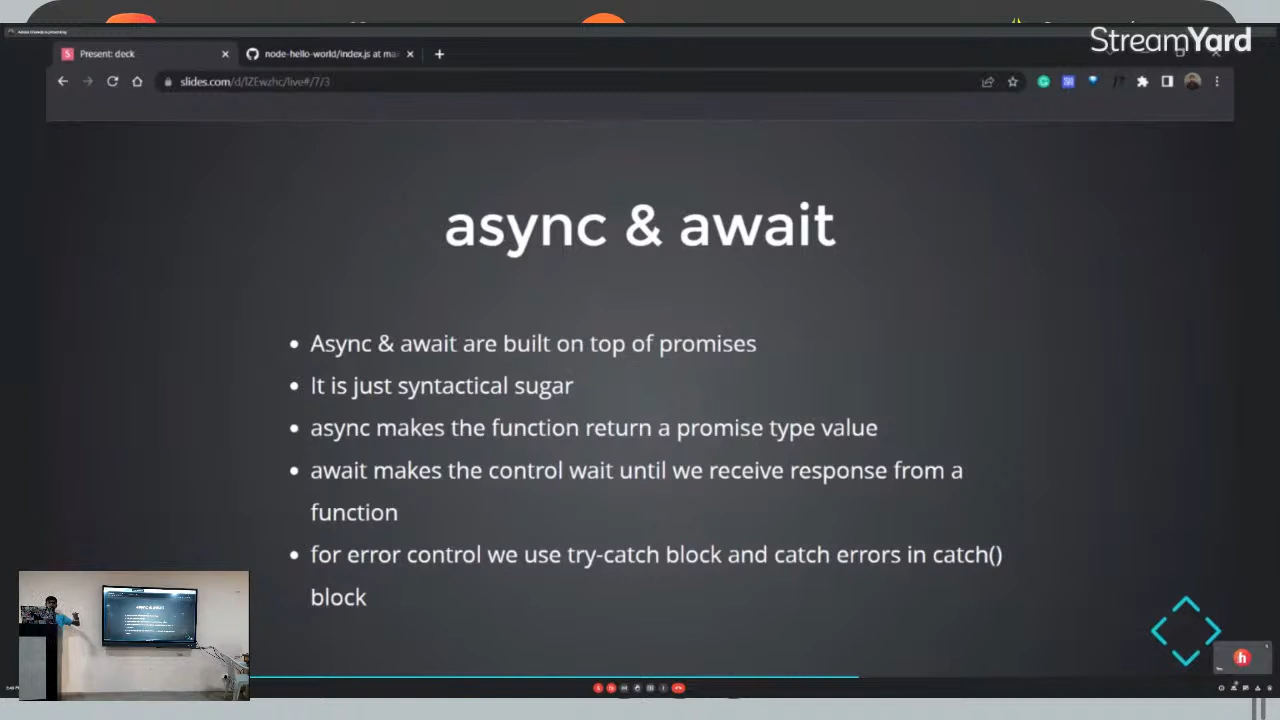 StreamYard
Present: deck
node-hello-world/index.js at ma
slides.com/d/IZEwzhc/live#/7/3
async & await
Async & await are built on top of promises
It is just syntactical sugar
async makes the function return a promise type value
await makes the control wait until we receive response from a
function
for error control we use try-catch block and catch errors in catch()
block
async & await
h